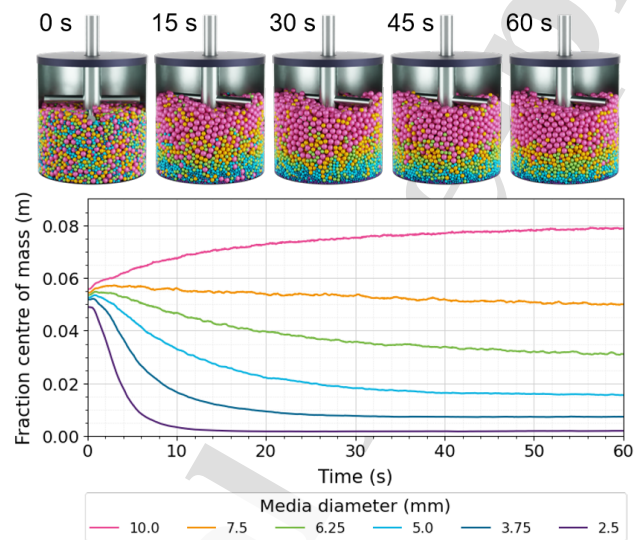 0 s 15 s 30 s 45 s 60 s
Fraction centre of mass (m)
0.08
0.06
0.04
0.02
0.00
0 10 20 30 40 50 60
Time (s)
Media diameter (mm)
10.0 7.5 6.25 5.0 3.75 2.5